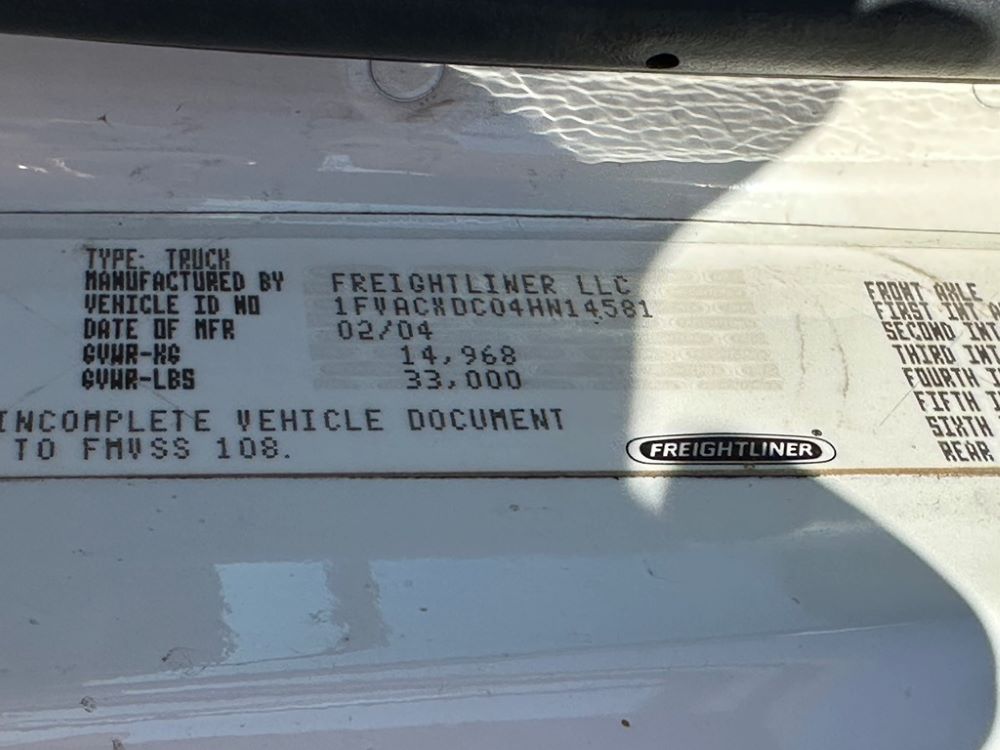 TYPE: TRUCK
MANUFACTURED BY FREIGHTLINER LLC
VEHICLE ID NO 1FVACXDC04HN14581
DATE OF MFR 02/04
GVWR-KG 14,968
GVWR-LBS 33,000
INCOMPLETE VEHICLE DOCUMENT
TO FMVSS 108.
FREIGHTLINER®
FRONT AXLE
FIRST INT
SECOND INT
THIRD INT
FOURTH
FIFTH
SIXTH
REAR